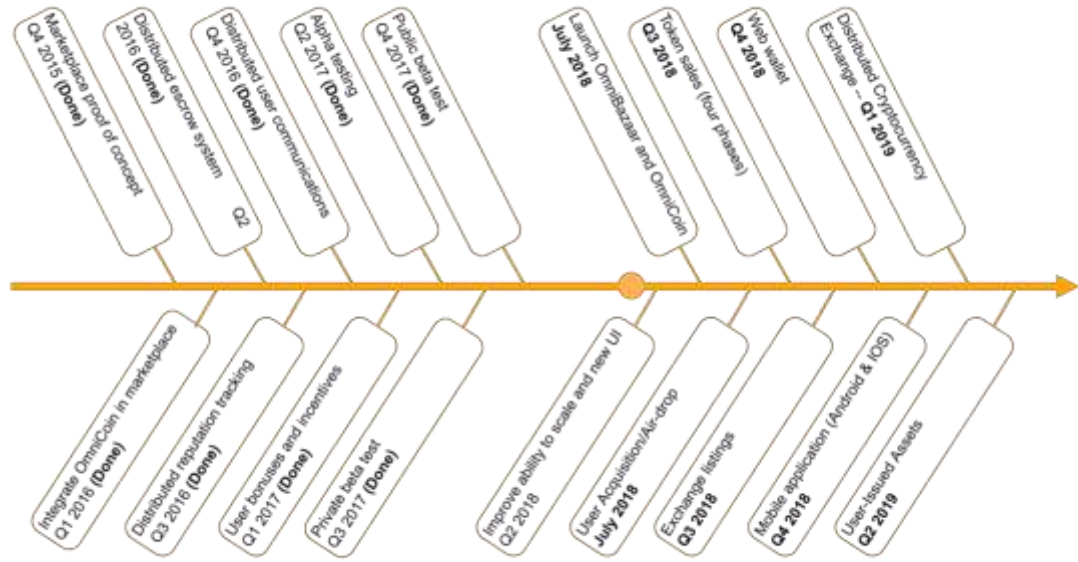 Marketplace proof of concept
Q4 2015 (Done)
Distributed escrow system Q2
2016 (Done)
Distributed user communications
Q4 2016 (Done)
Alpha testing
Q2 2017 (Done)
Public beta test
Q4 2017 (Done)
Launch OmniBazaar and OmniCoin
July 2018
Token sales (four phases)
Q3 2018
Web wallet
Q4 2018
Distributed Cryptocurrency
Exchange -- Q1 2019
Integrate OmniCoin in marketplace
Q1 2016 (Done)
Distributed reputation tracking
Q3 2016 (Done)
User bonuses and incentives
Q1 2017 (Done)
Private beta test
Q3 2017 (Done)
Improve ability to scale and new UI
Q2 2018
User Acquisition/Air-drop
July 2018
Exchange listings
Q3 2018
Mobile application (Android & IOS)
Q4 2018
User-Issued Assets
Q2 2019